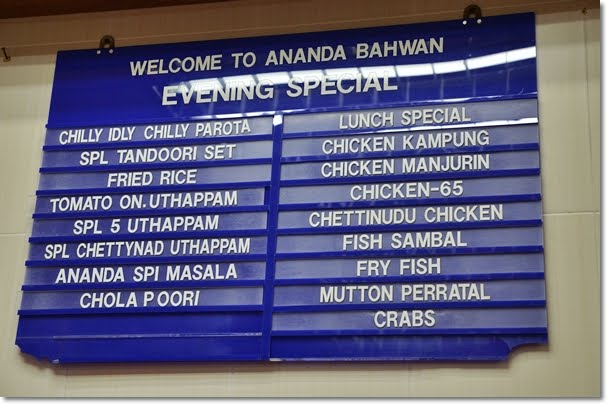 WELCOME TO ANANDA BAHWAN
EVENING SPECIAL
CHILLY IDLY CHILLY PAROTA
SPL TANDOORI SET
FRIED RICE
TOMATO ON.UTHAPPAM
SPL 5 UTHAPPAM
SPL CHETTYNAD UTHAPPAM
ANANDA SPI MASALA
CHOLA POORI
LUNCH SPECIAL
CHICKEN KAMPUNG
CHICKEN MANJURIN
CHICKEN-65
CHETTINUDU CHICKEN
FISH SAMBAL
FRY FISH
MUTTON PERRATAL
CRABS